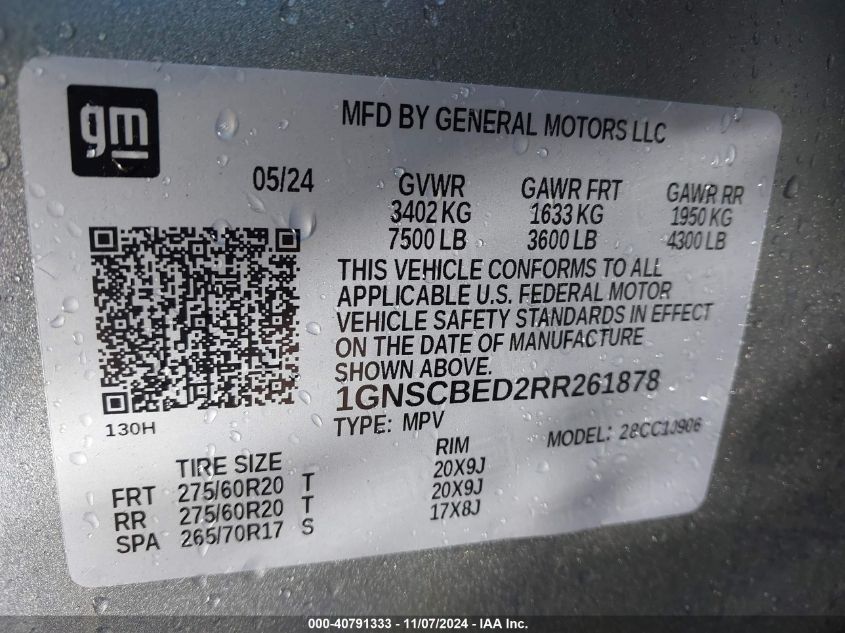 gm
MFD BY GENERAL MOTORS LLC
05/24 GVWR GAWR FRT GAWR RR
3402 KG 1633 KG 1950 KG
7500 LB 3600 LB 4300 LB
THIS VEHICLE CONFORMS TO ALL
APPLICABLE U.S. FEDERAL MOTOR
VEHICLE SAFETY STANDARDS IN EFFECT
ON THE DATE OF MANUFACTURE
SHOWN ABOVE.
1GNSCBED2RR261878
130H
TYPE: MPV MODEL:
TIRE SIZE RIM
FRT 275/60R20 T 20X9J
RR 275/60R20 T 20X9J
SPA 265/70R17 S 17X8J
000-40791333 - 11/07/2024 - IAA Inc.